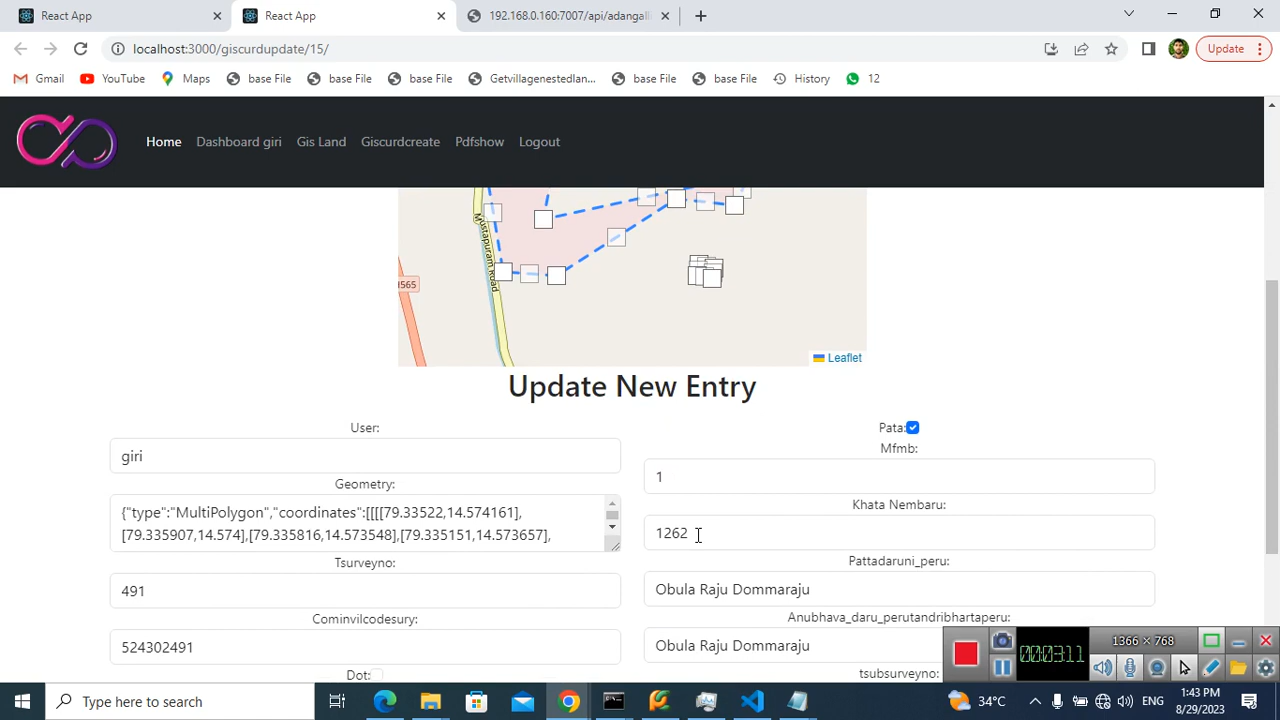 React App
React App
192.168.0.160:7007/api/adangal
localhost:3000/giscurdupdate/15/
Update
Gmail
YouTube
Maps
base File
base File
base File
Getvillagenestedlan...
base File
base File
History
12
Home
Dashboard giri
Gis Land
Giscurdcreate
Pdfshow
Logout
Mustapuram Road
565
Leaflet
Update New Entry
User:
giri
Geometry:
{"type":"MultiPolygon","coordinates":[[[[79.33522,14.574161],
[79.335907,14.574],[79.335816,14.573548],[79.335151,14.573657],
Tsurveyno:
491
Cominvilcodesury:
524302491
Dot:
Pata:
Mfmb:
1
Khata Nembaru:
1262
Pattadaruni_peru:
Obula Raju Dommaraju
Anubhava_daru_perutandribhartaperu:
Obula Raju Dommaraju
tsubsurveyno:
1366 × 768
00:03:11
Type here to search
34°C
ENG
1:43 PM
8/29/2023